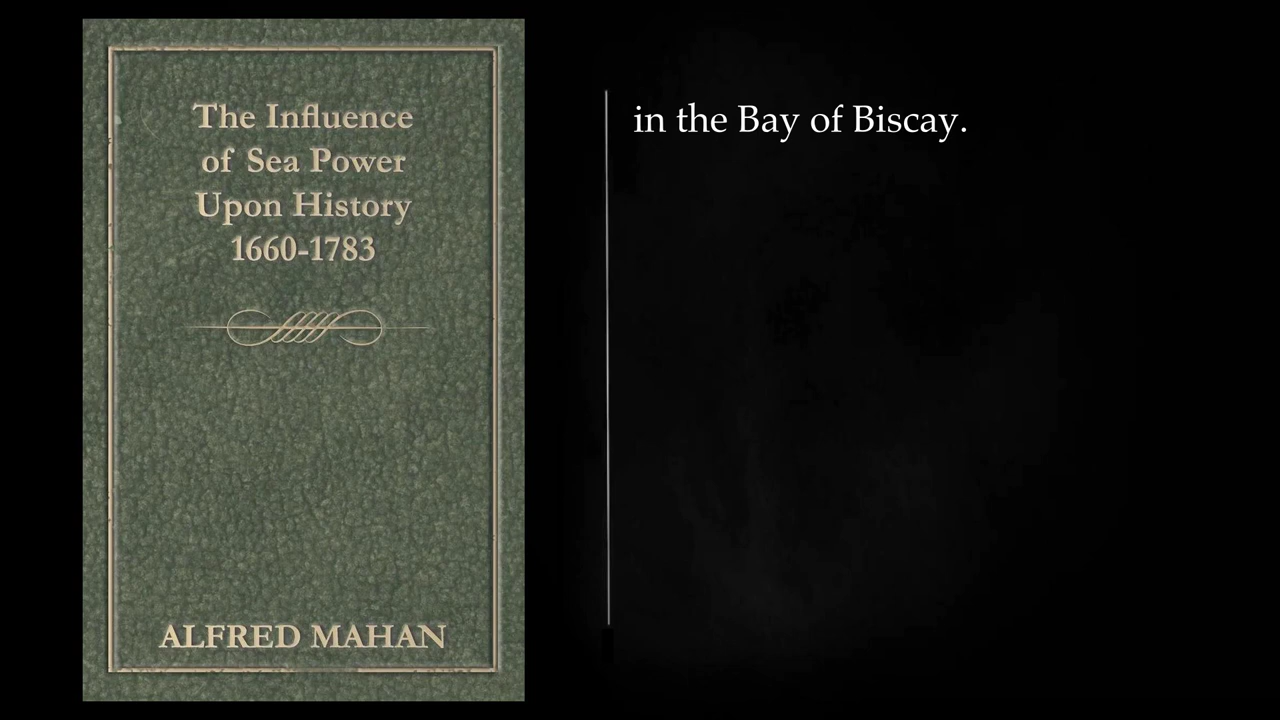 The Influence
of Sea Power
Upon History
1660-1783
ALFRED MAHAN
in the Bay of Biscay.